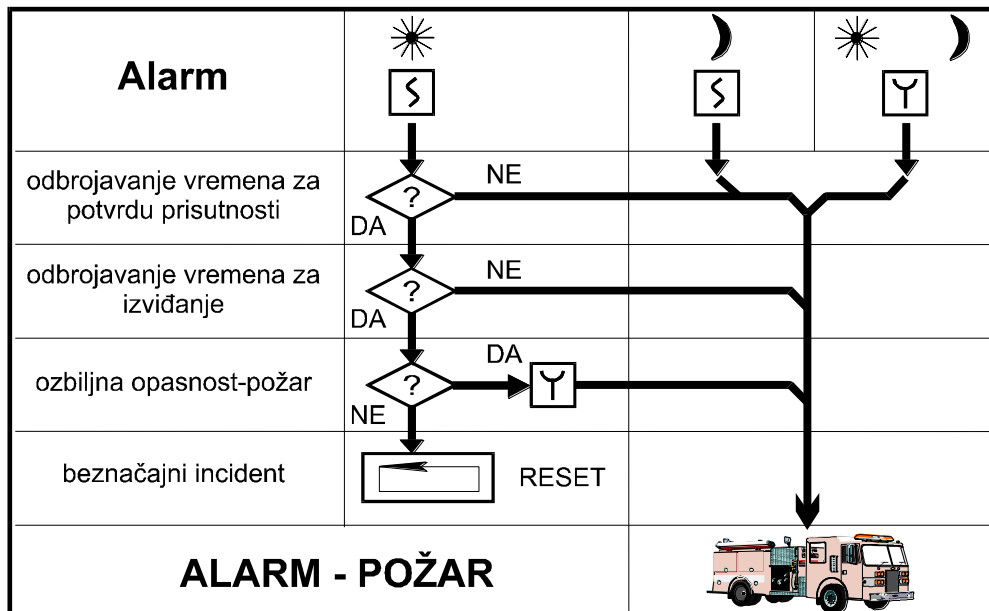 Alarm
odbrojavanje vremena za
potvrdu prisutnosti
?
NE
DA
odbrojavanje vremena za
izviđanje
?
NE
DA
ozbiljna opasnost-požar
?
DA
NE
beznačajni incident
RESET
ALARM - POŽAR